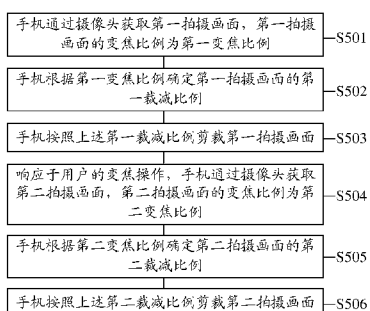 手机通过摄像头获取第一拍摄画面，第一拍摄
画面的变焦比例为第一变焦比例
S501
手机根据第一变焦比例确定第一拍摄画面的第
一裁减比例
S502
手机按照上述第一裁减比例剪裁第一拍摄画面
S503
响应于用户的变焦操作，手机通过摄像头获取
第二拍摄画面，第二拍摄画面的变焦比例为第
二变焦比例
S504
手机根据第二变焦比例确定第二拍摄画面的第
二裁减比例
S505
手机按照上述第二裁减比例剪裁第二拍摄画面
S506